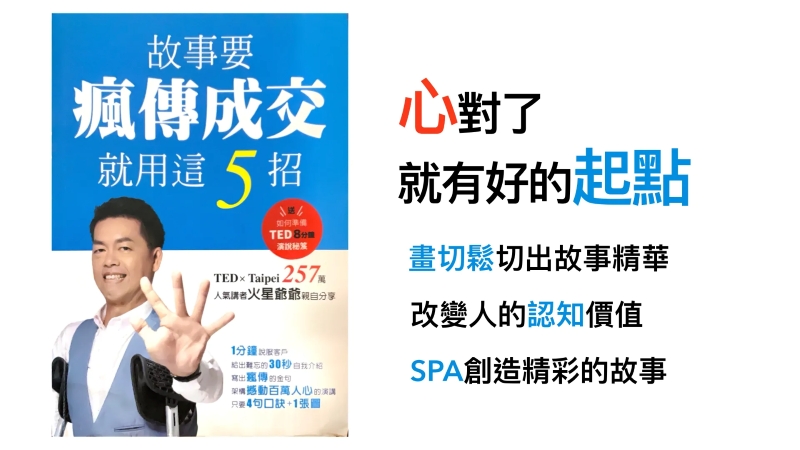 故事要
瘋傳成交
就用這5招
送
如何準備
TED 8分鐘
演說秘笈
TED× Taipei 257萬
人氣講者火星爺爺親自分享
1分鐘說服客戶
給出難忘的30秒自我介紹
寫出瘋傳的金句
架構撼動百萬人心的演講
只要4句口訣+1張圖
心對了
就有好的起點
畫切鬆切出故事精華
改變人的認知價值
SPA創造精彩的故事